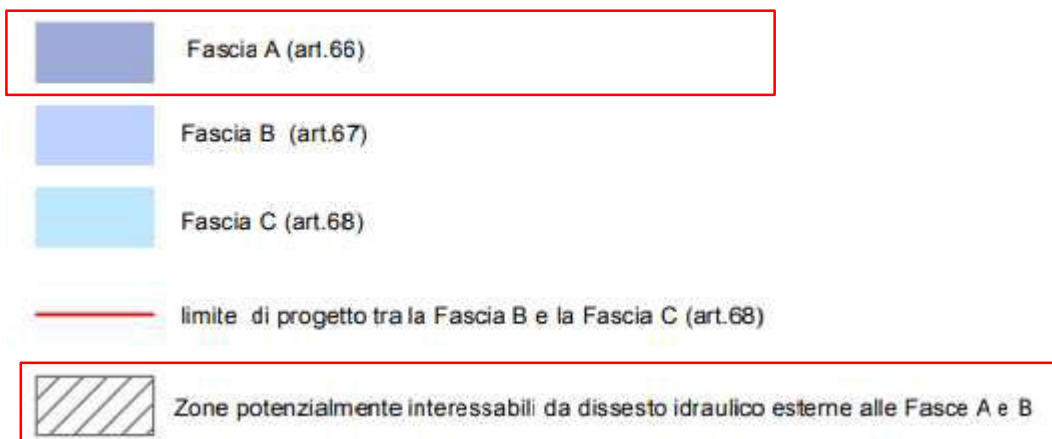 Fascia A (art.66)
Fascia B (art.67)
Fascia C (art.68)
limite di progetto tra la Fascia B e la Fascia C (art.68)
Zone potenzialmente interessabili da dissesto idraulico esterne alle Fasce A e B